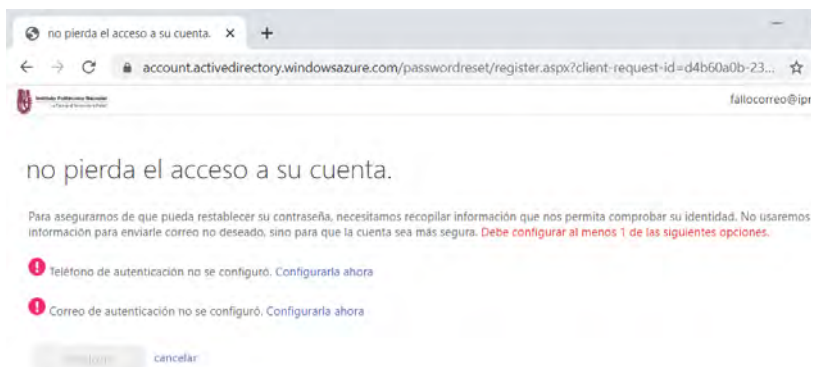 no pierda el acceso a su cuenta.
account.activedirectory.windowsazure.com/passwordreset/register.aspx?client-request-id=d4b60a0b-23...
Instituto Politécnico Nacional
fallocorreo@ipr
no pierda el acceso a su cuenta.
Para asegurarnos de que pueda restablecer su contraseña, necesitamos recopilar información que nos permita comprobar su identidad. No usaremos
información para enviarle correo no deseado, sino para que la cuenta sea más segura. Debe configurar al menos 1 de las siguientes opciones.
Teléfono de autenticación no se configuró. Configurarla ahora
Correo de autenticación no se configuró. Configurarla ahora
cancelar